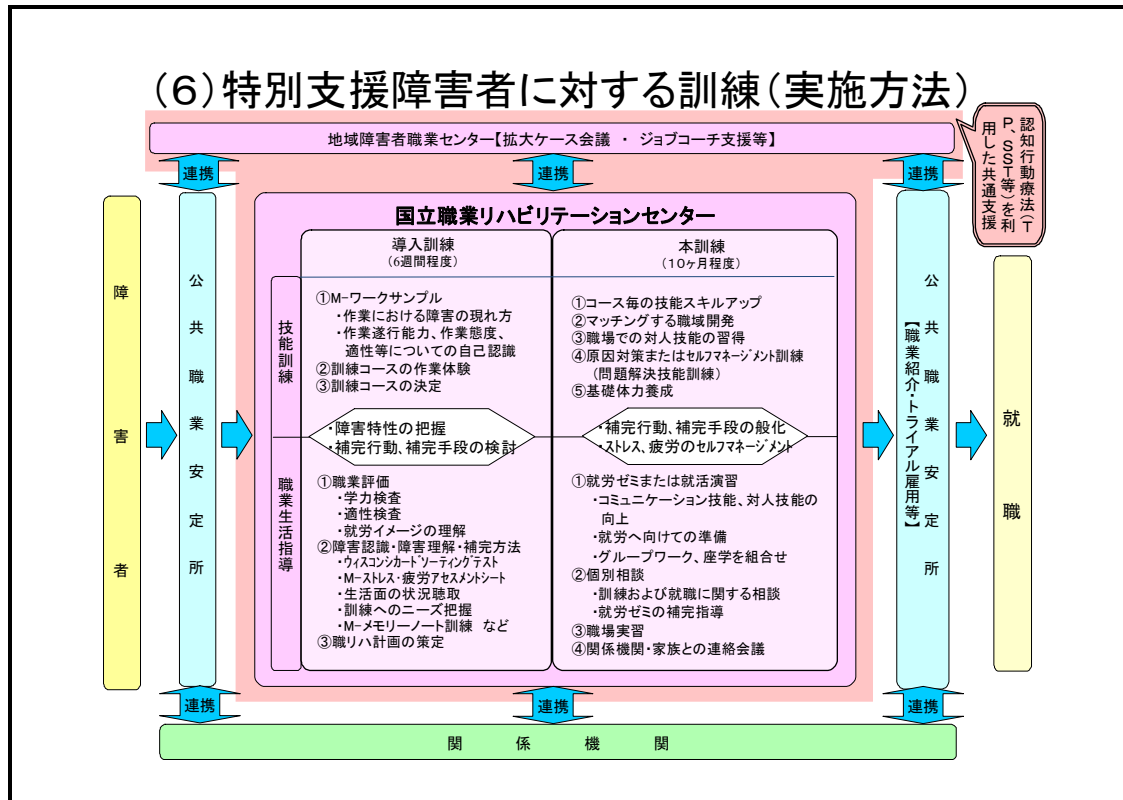 (６)特別支援障害者に対する訓練(実施方法)
地域障害者職業センター【拡大ケース会議 ・ ジョブコーチ支援等】
認知行動療法(T
P、SST等)を利
用した共通支援
連携
連携
連携
障害者
公共職業安定所
国立職業リハビリテーションセンター
導入訓練
(6週間程度)
本訓練
(10ヶ月程度)
技能訓練
①M-ワークサンプル
・作業における障害の現れ方
・作業遂行能力、作業態度、
適性等についての自己認識
②訓練コースの作業体験
③訓練コースの決定
①コース毎の技能スキルアップ
②マッチングする職域開発
③職場での対人技能の習得
④原因対策またはセルフマネージメント訓練
(問題解決技能訓練)
⑤基礎体力養成
・障害特性の把握
・補完行動、補完手段の検討
・補完行動、補完手段の般化
・ストレス、疲労のセルフマネージメント
職業生活指導
①職業評価
・学力検査
・適性検査
・就労イメージの理解
②障害認識・障害理解・補完方法
・ウィスコンシカードソーティングテスト
・M-ストレス・疲労アセスメントシート
・生活面の状況聴取
・訓練へのニーズ把握
・M-メモリーノート訓練 など
③職リハ計画の策定
①就労ゼミまたは就活演習
・コミュニケーション技能、対人技能の
向上
・就労へ向けての準備
・グループワーク、座学を組合せ
②個別相談
・訓練および就職に関する相談
・就労ゼミの補完指導
③職場実習
④関係機関・家族との連絡会議
公共職業安定所
【職業紹介・トライアル雇用等】
就職
連携
連携
連携
関係機関